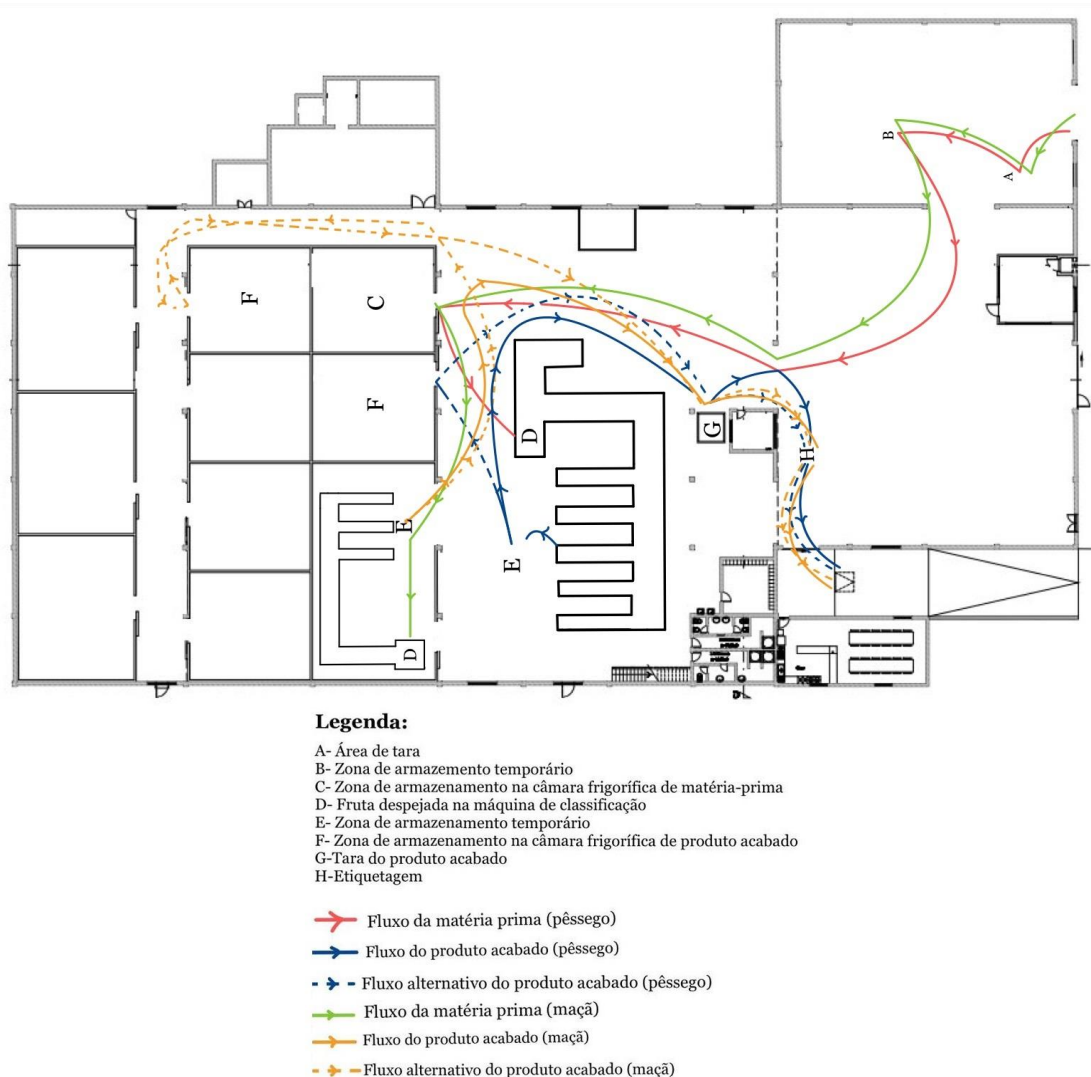 B
A
F
C
F
D
G
H
E
E
D
Legenda:
A- Área de tara
B- Zona de armazemento temporário
C- Zona de armazenamento na câmara frigorífica de matéria-prima
D- Fruta despejada na máquina de classificação
E- Zona de armazenamento temporário
F- Zona de armazenamento na câmara frigorífica de produto acabado
G-Tara do produto acabado
H-Etiquetagem
Fluxo da matéria prima (pêssego)
Fluxo do produto acabado (pêssego)
Fluxo alternativo do produto acabado (pêssego)
Fluxo da matéria prima (maçã)
Fluxo do produto acabado (maçã)
Fluxo alternativo do produto acabado (maçã)